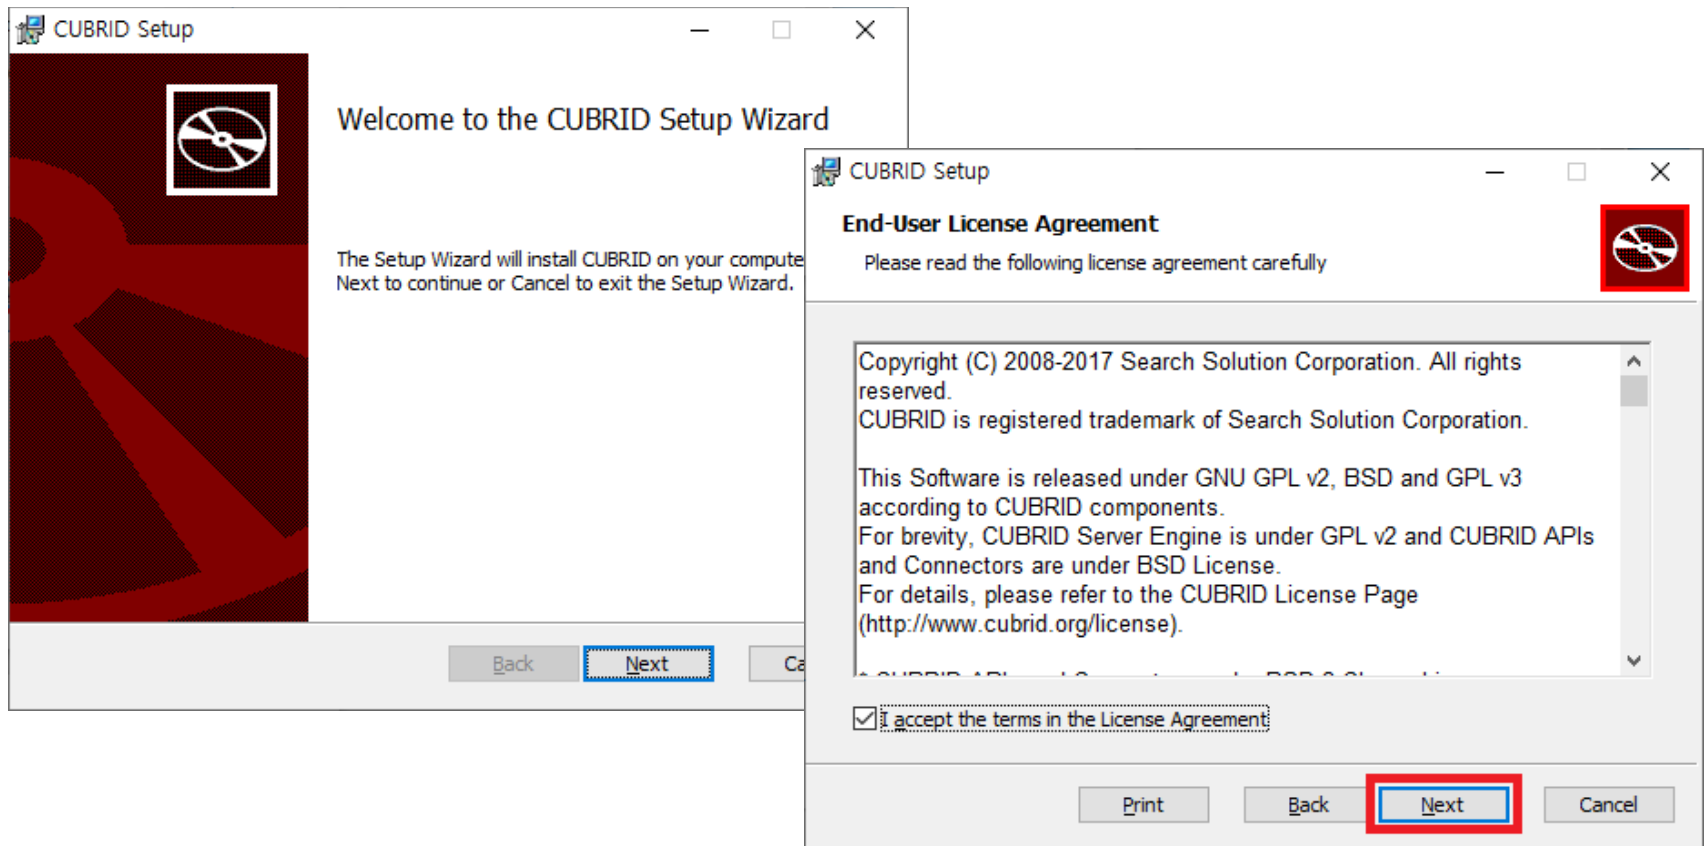 CUBRID Setup
Welcome to the CUBRID Setup Wizard
The Setup Wizard will install CUBRID on your compute
Next to continue or Cancel to exit the Setup Wizard.
Back
Next
Ca
CUBRID Setup
End-User License Agreement
Please read the following license agreement carefully
Copyright (C) 2008-2017 Search Solution Corporation. All rights
reserved.
CUBRID is registered trademark of Search Solution Corporation.
This Software is released under GNU GPL v2, BSD and GPL v3
according to CUBRID components.
For brevity, CUBRID Server Engine is under GPL v2 and CUBRID APIs
and Connectors are under BSD License.
For details, please refer to the CUBRID License Page
(http://www.cubrid.org/license).
I accept the terms in the License Agreement
Print
Back
Next
Cancel